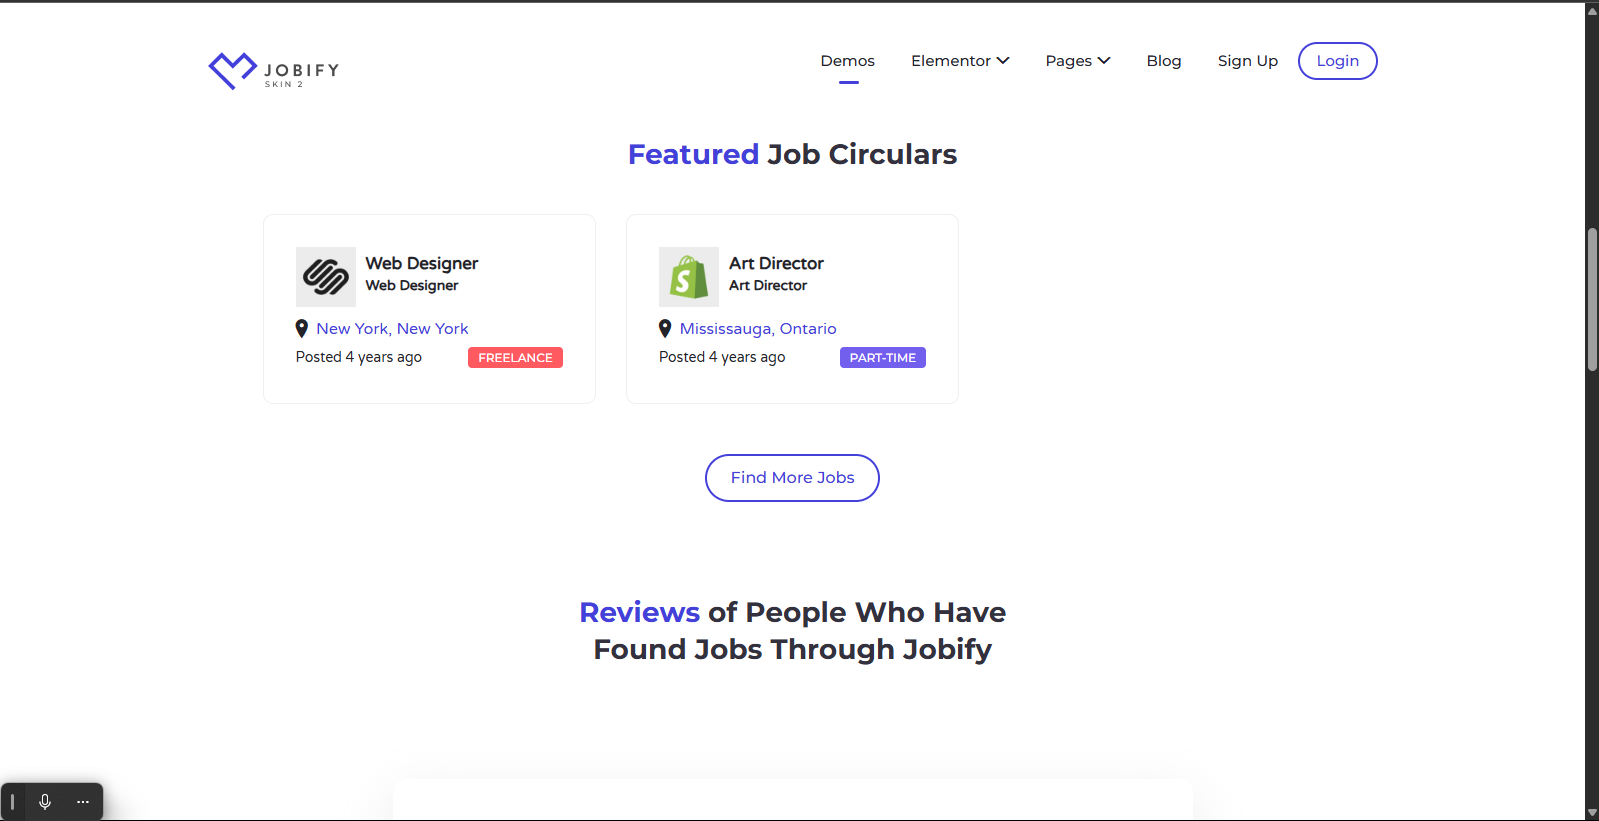 JOBIFY
SKIN 2
Demos Elementor Pages Blog Sign Up Login
Featured Job Circulars
Web Designer
Web Designer
New York, New York
Posted 4 years ago FREELANCE
Art Director
Art Director
Mississauga, Ontario
Posted 4 years ago PART-TIME
Find More Jobs
Reviews of People Who Have
Found Jobs Through Jobify